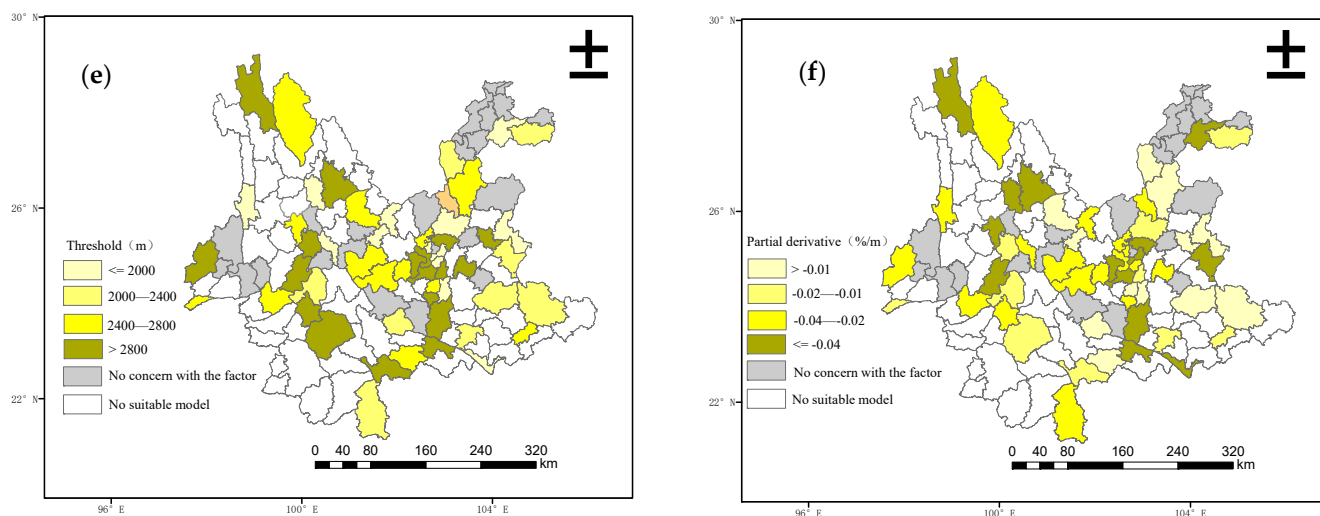 30° N
(e)
26° N
Threshold（m）
<= 2000
2000—2400
2400—2800
> 2800
No concern with the factor
No suitable model
22° N
0 40 80 160 240 320
km
96° E 100° E 104° E
30° N
(f)
26° N
Partial derivative（%/m）
> -0.01
-0.02—-0.01
-0.04—-0.02
<= -0.04
No concern with the factor
No suitable model
22° N
0 40 80 160 240 320
km
96° E 100° E 104° E